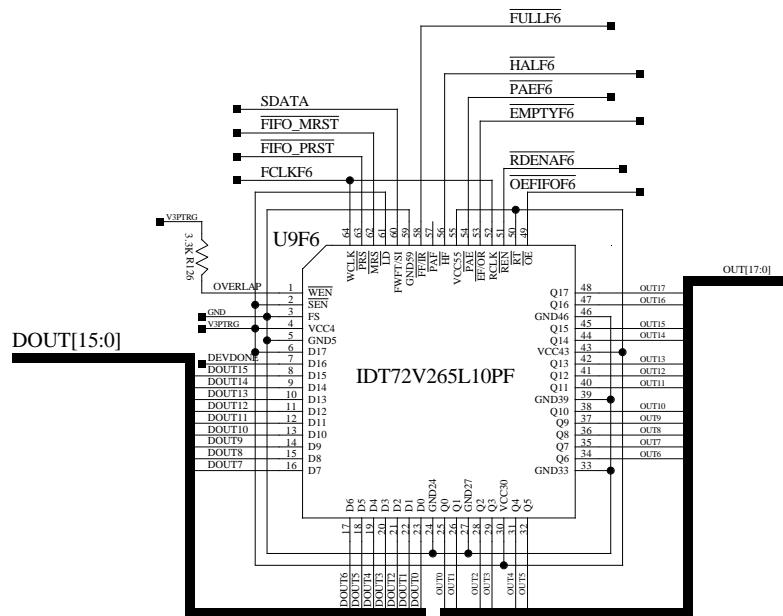 FULLF6
HALF6
PAEF6
SDATA
EMPTYF6
FIFO_MRST
FIFO_PRST
RDENAF6
FCLKF6
OEFIFOF6
V3PTRG
3.3K R126
U9F6
64 63 62 61 60 59 58 57 56 55 54 53 52 51 50 49
WCLK PRS MRS LD FWFT/SI GND59 FF/IR PAF HF VCC55 PAE EF/OR RCLK REN RT OE
OUT[17:0]
OVERLAP 1 WEN Q17 48 OUT17
2 SEN Q16 47 OUT16
GND 3 FS GND46 46
V3PTRG 4 VCC4 Q15 45 OUT15
5 GND5 Q14 44 OUT14
DOUT[15:0]
6 D17 VCC43 43
DEVDONE 7 D16 Q13 42 OUT13
DOUT15 8 D15 Q12 41 OUT12
DOUT14 9 D14 Q11 40 OUT11
IDT72V265L10PF
DOUT13 10 D13 GND39 39
DOUT12 11 D12 Q10 38 OUT10
DOUT11 12 D11 Q9 37 OUT9
DOUT10 13 D10 Q8 36 OUT8
DOUT9 14 D9 Q7 35 OUT7
DOUT8 15 D8 Q6 34 OUT6
DOUT7 16 D7 GND33 33
D6 D5 D4 D3 D2 D1 D0 GND24 Q0 Q1 GND27 Q2 Q3 VCC30 Q4 Q5
17 18 19 20 21 22 23 24 25 26 27 28 29 30 31 32
DOUT6 DOUT5 DOUT4 DOUT3 DOUT2 DOUT1 DOUT0 OUT0 OUT1 OUT2 OUT3 OUT4 OUT5